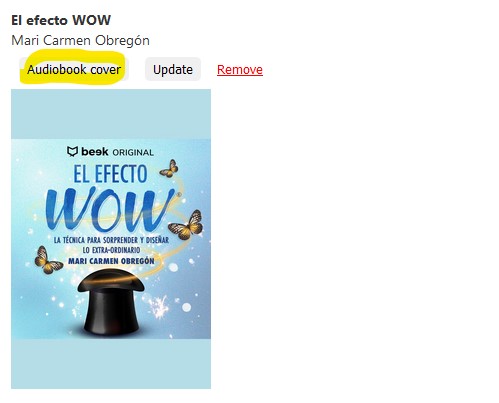 El efecto WOW
Mari Carmen Obregón
Audiobook cover Update Remove
beek ORIGINAL
EL EFECTO
WOW®
LA TÉCNICA PARA SORPRENDER Y DISEÑAR
LO EXTRA-ORDINARIO
MARI CARMEN OBREGÓN